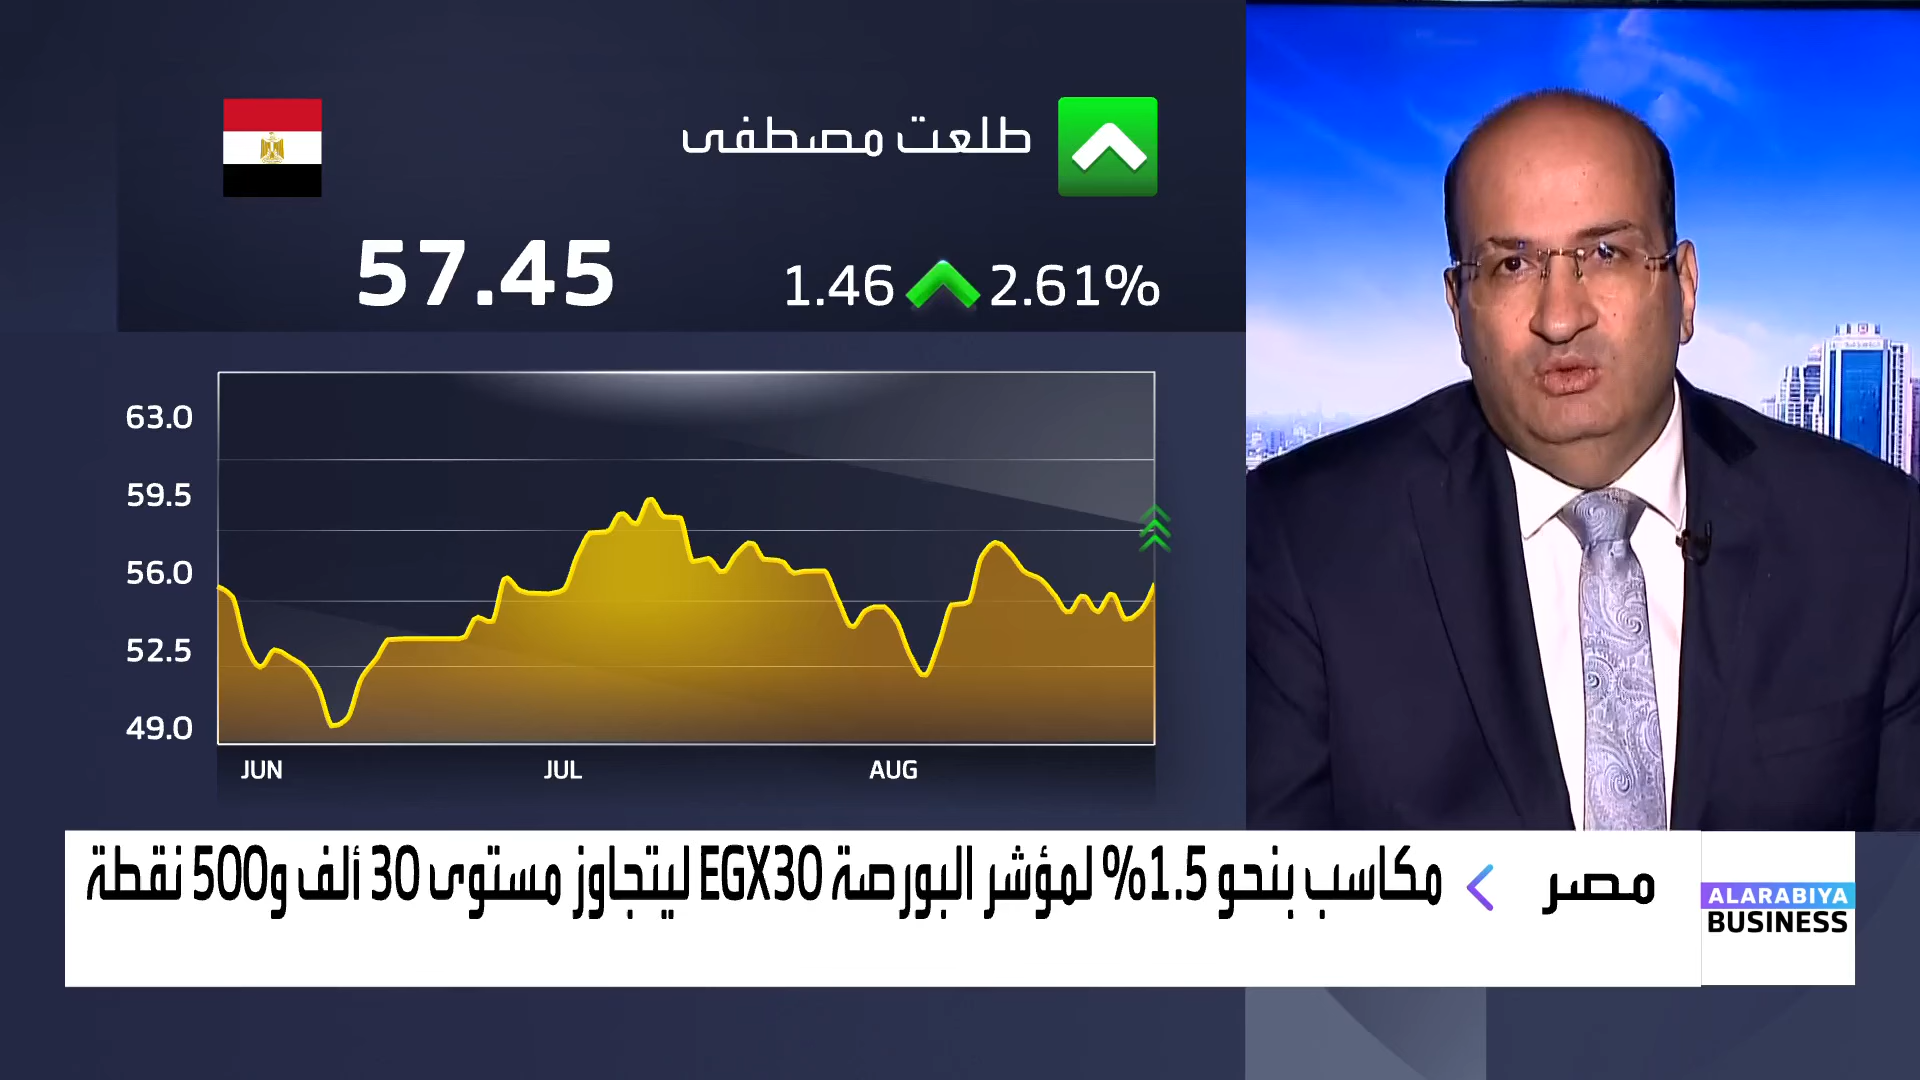 طلعت مصطفى
57.45
1.46 2.61%
63.0
59.5
56.0
52.5
49.0
JUN JUL AUG
مصر
مكاسب بنحو 1.5% لمؤشر البورصة EGX30 ليتجاوز مستوى 30 ألف و500 نقطة
ALARABIYA
BUSINESS